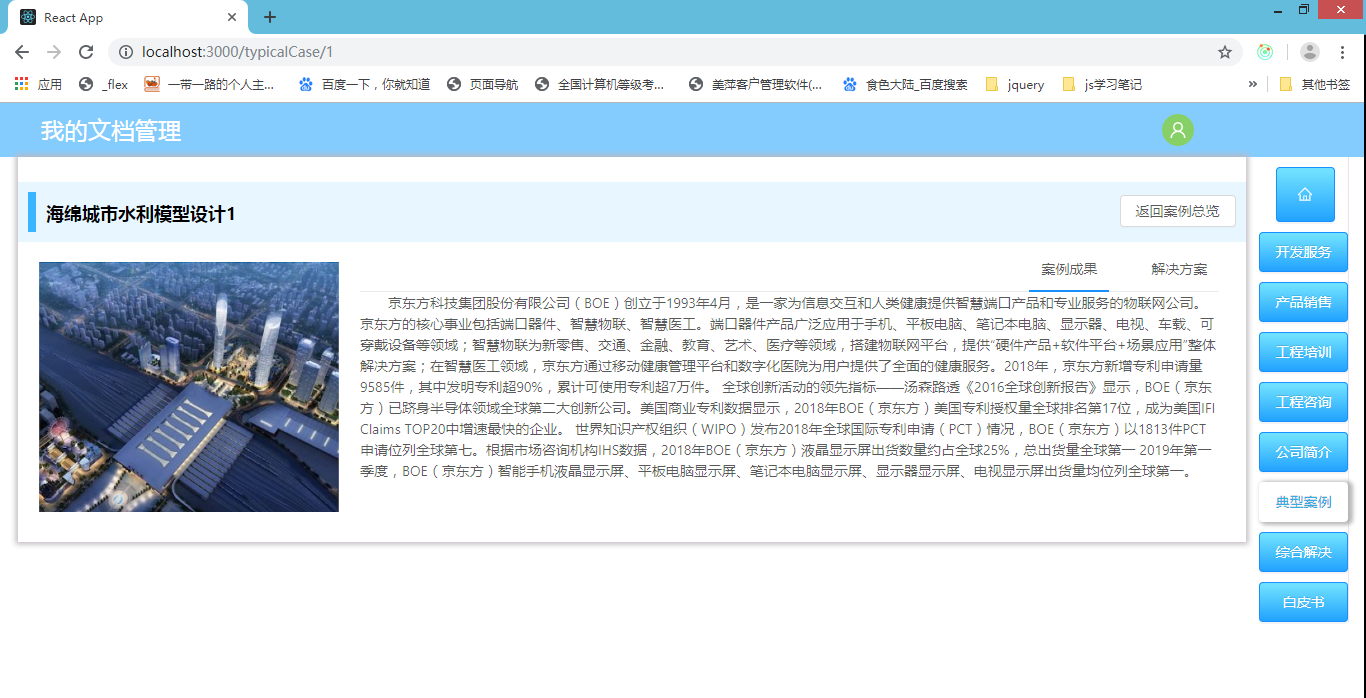 React App
localhost:3000/typicalCase/1
应用
_flex
一带一路的个人主...
百度一下，你就知道
页面导航
全国计算机等级考...
美萍客户管理软件(...
食色大陆_百度搜索
jquery
js学习笔记
»
其他书签
我的文档管理
海绵城市水利模型设计1
返回案例总览
案例成果
解决方案
京东方科技集团股份有限公司（BOE）创立于1993年4月，是一家为信息交互和人类健康提供智慧端口产品和专业服务的物联网公司。
京东方的核心事业包括端口器件、智慧物联、智慧医工。端口器件产品广泛应用于手机、平板电脑、笔记本电脑、显示器、电视、车载、可
穿戴设备等领域；智慧物联为新零售、交通、金融、教育、艺术、医疗等领域，搭建物联网平台，提供“硬件产品+软件平台+场景应用”整体
解决方案；在智慧医工领域，京东方通过移动健康管理平台和数字化医院为用户提供了全面的健康服务。2018年，京东方新增专利申请量
9585件，其中发明专利超90%，累计可使用专利超7万件。 全球创新活动的领先指标——汤森路透《2016全球创新报告》显示，BOE（京东
方）已跻身半导体领域全球第二大创新公司。美国商业专利数据显示，2018年BOE（京东方）美国专利授权量全球排名第17位，成为美国IFI
Claims TOP20中增速最快的企业。 世界知识产权组织（WIPO）发布2018年全球国际专利申请（PCT）情况，BOE（京东方）以1813件PCT
申请位列全球第七。根据市场咨询机构IHS数据，2018年BOE（京东方）液晶显示屏出货数量约占全球25%，总出货量全球第一 2019年第一
季度，BOE（京东方）智能手机液晶显示屏、平板电脑显示屏、笔记本电脑显示屏、显示器显示屏、电视显示屏出货量均位列全球第一。
开发服务
产品销售
工程培训
工程咨询
公司简介
典型案例
综合解决
白皮书